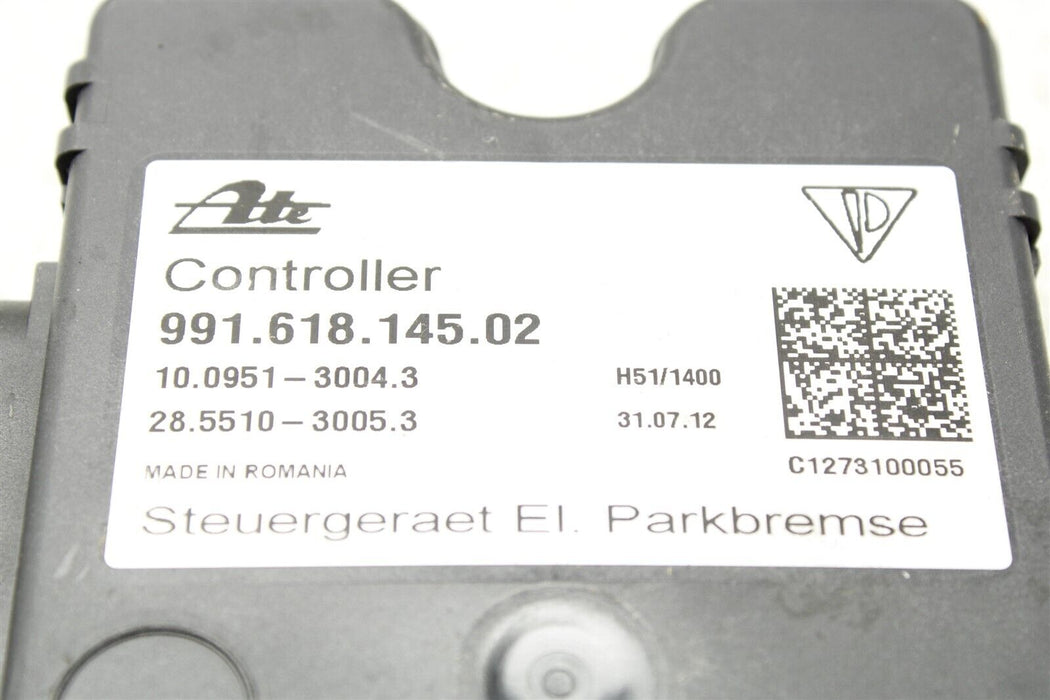 Ate
Controller
991.618.145.02
10.0951-3004.3 H51/1400
28.5510-3005.3 31.07.12
MADE IN ROMANIA C1273100055
Steuergeraet El. Parkbremse